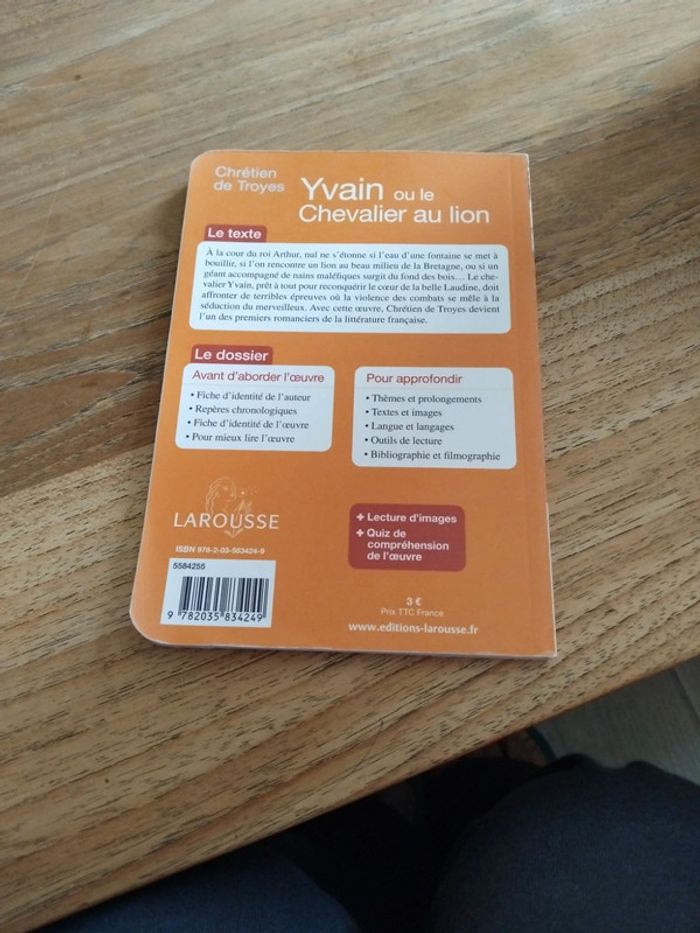 Chrétien
de Troyes
Yvain ou le
Chevalier au lion
Le texte
À la cour du roi Arthur, nul ne s'étonne si l'eau d'une fontaine se met à
bouillir, si l'on rencontre un lion au beau milieu de la Bretagne, ou si un
géant accompagné de nains maléfiques surgit du fond des bois… Le che-
valier Yvain, prêt à tout pour reconquérir le cœur de la belle Laudine, doit
affronter de terribles épreuves où la violence des combats se mêle à la
séduction du merveilleux. Avec cette œuvre, Chrétien de Troyes devient
l'un des premiers romanciers de la littérature française.
Le dossier
Avant d'aborder l'œuvre
• Fiche d'identité de l'auteur
• Repères chronologiques
• Fiche d'identité de l'œuvre
• Pour mieux lire l'œuvre
Pour approfondir
• Thèmes et prolongements
• Textes et images
• Langue et langages
• Outils de lecture
• Bibliographie et filmographie
+ Lecture d'images
+ Quiz de
compréhension
de l'œuvre
LAROUSSE
ISBN 978-2-03-583424-9
5584255
9 782035 834249
3 €
Prix TTC France
www.editions-larousse.fr